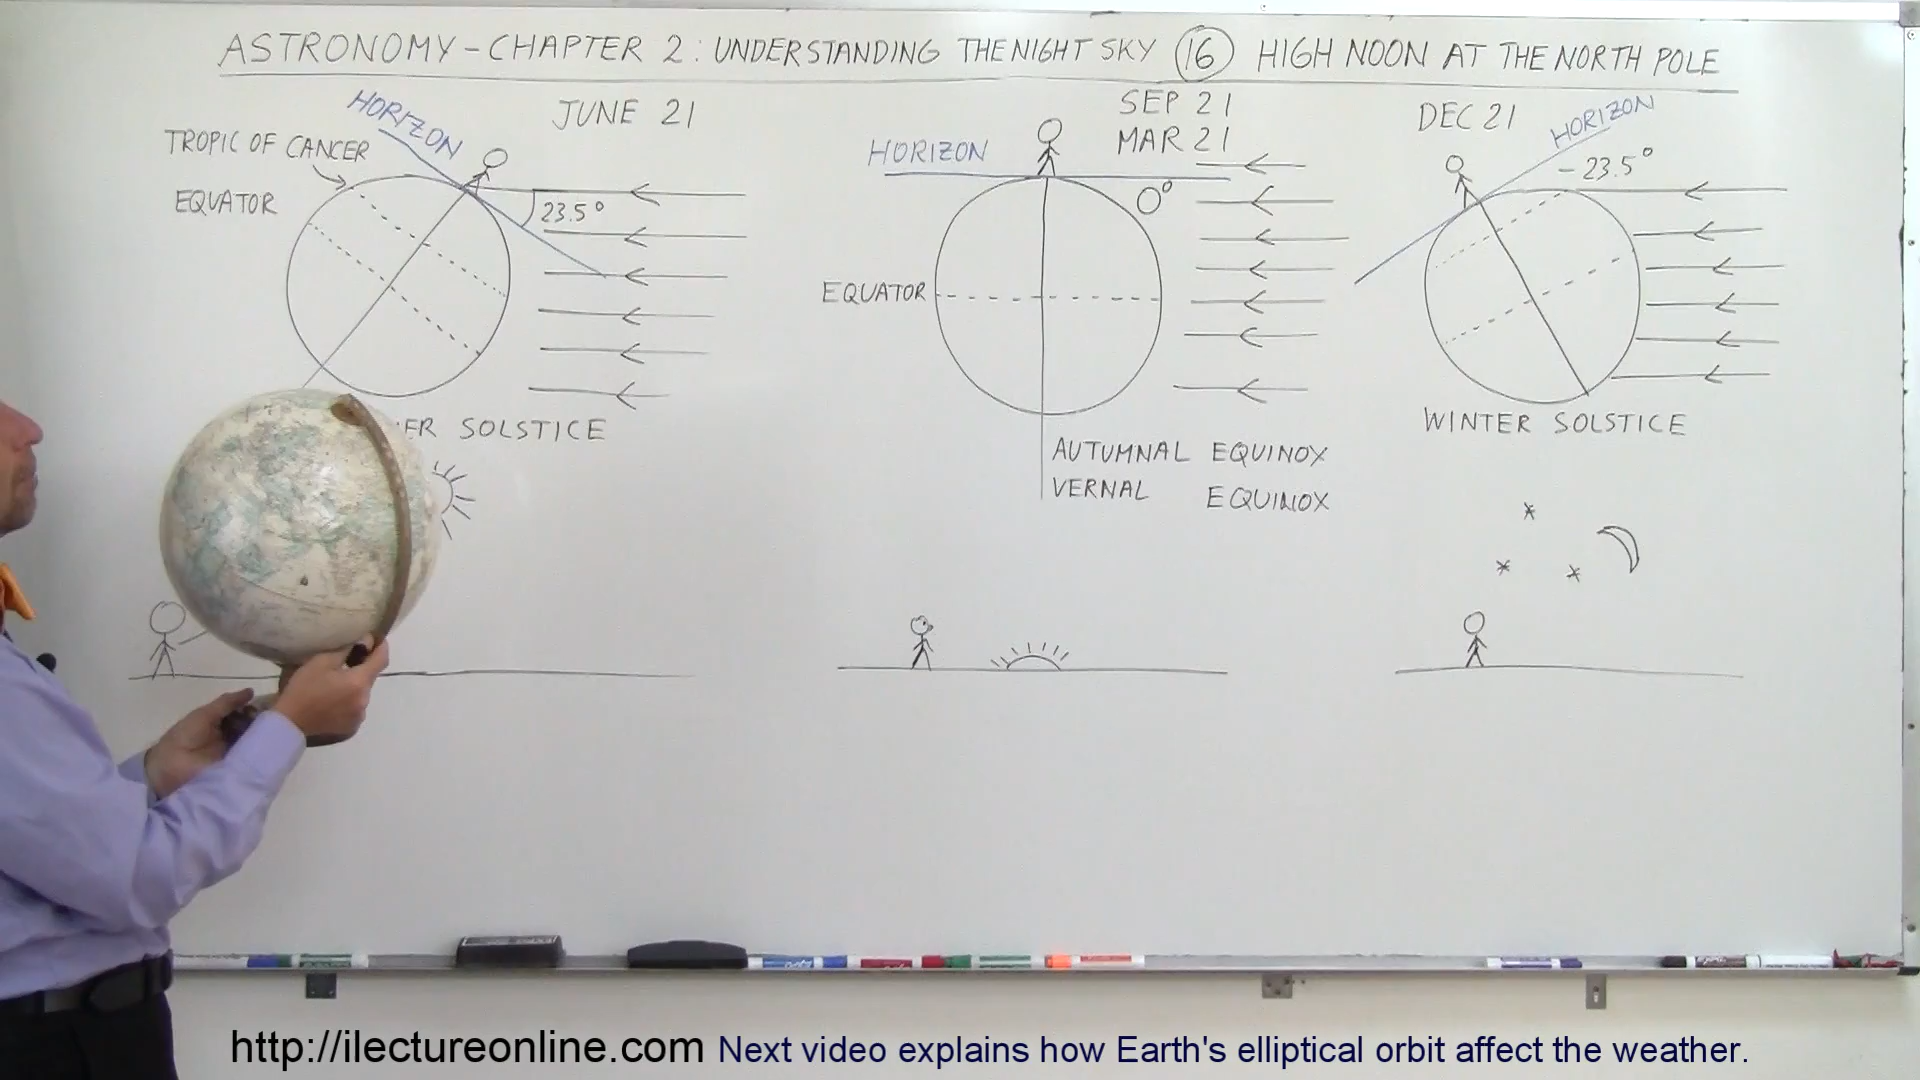 ASTRONOMY - CHAPTER 2: UNDERSTANDING THE NIGHT SKY 16 HIGH NOON AT THE NORTH POLE
HORIZON
JUNE 21
TROPIC OF CANCER
EQUATOR
23.5°
ER SOLSTICE
SEP 21
MAR 21
HORIZON
0°
EQUATOR
AUTUMNAL EQUINOX
VERNAL EQUINOX
DEC 21
HORIZON
-23.5°
WINTER SOLSTICE
http://ilectureonline.com Next video explains how Earth's elliptical orbit affect the weather.